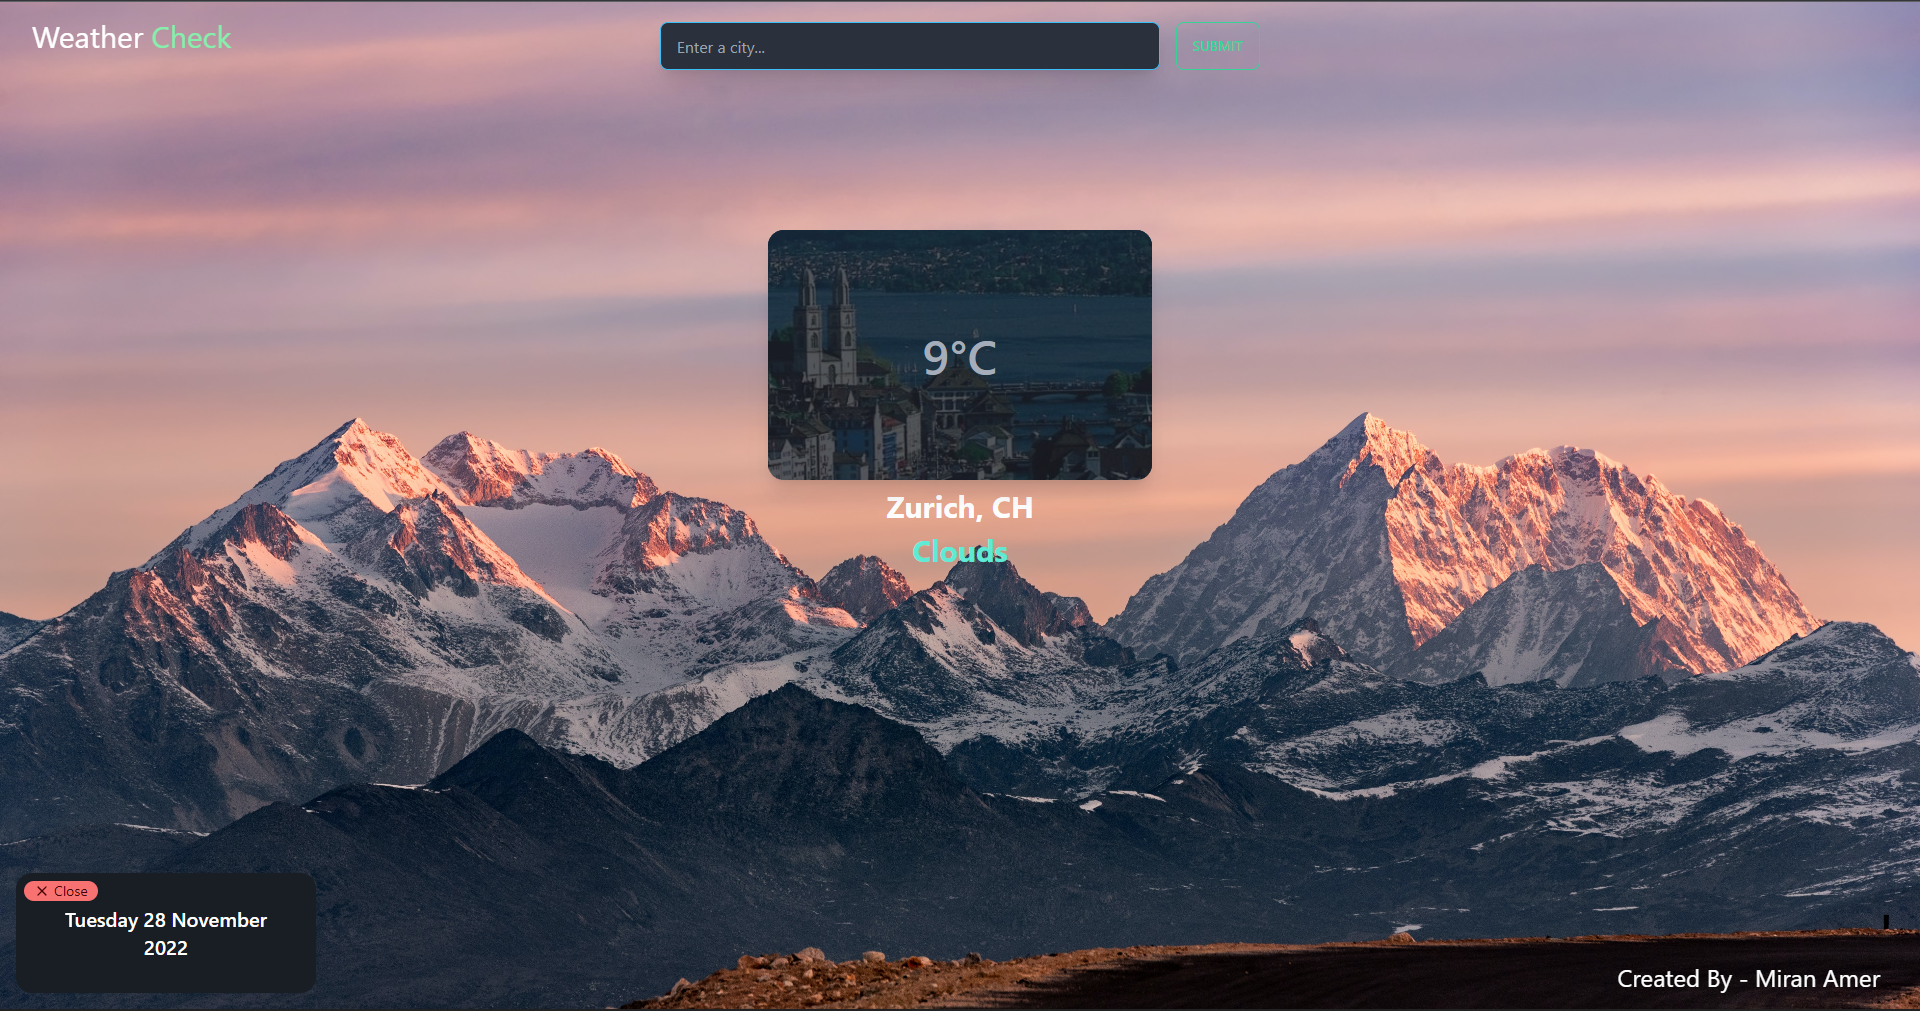 Weather Check
Enter a city...
SUBMIT
9°C
Zurich, CH
Clouds
Close
Tuesday 28 November
2022
Created By - Miran Amer